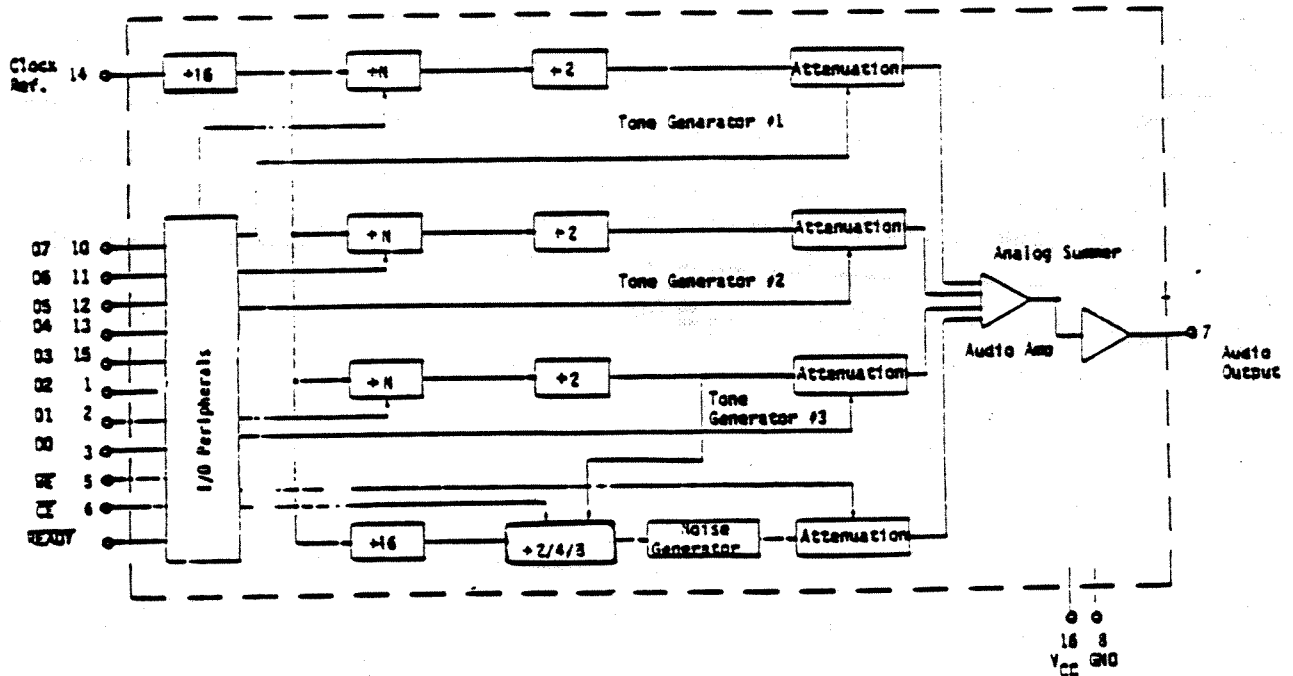 Clock
Ref. 14
÷16
÷N
÷2
Attenuation
Tone Generator #1
÷N
÷2
Attenuation
Tone Generator #2
Analog Summer
D7 10
D6 11
D5 12
D4 13
D3 15
D2 1
D1 2
D0 3
WE 5
CE 6
READY
I/O Peripherals
÷N
÷2
Attenuation
Tone
Generator #3
Audio Amp
7
Audio
Output
÷16
÷2/4/3
Noise
Generator
Attenuation
16 8
VCC GND